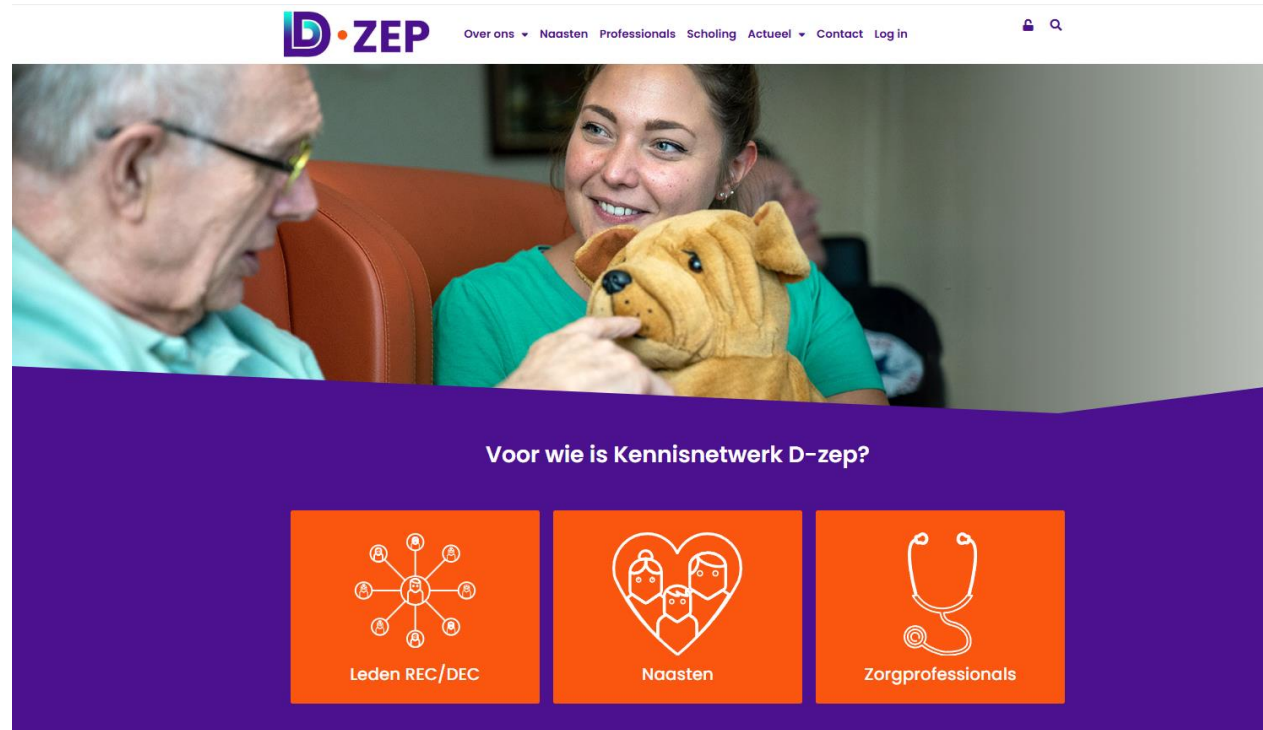 D·ZEP
Over ons Naasten Professionals Scholing Actueel Contact Log in
Voor wie is Kennisnetwerk D-zep?
Leden REC/DEC
Naasten
Zorgprofessionals